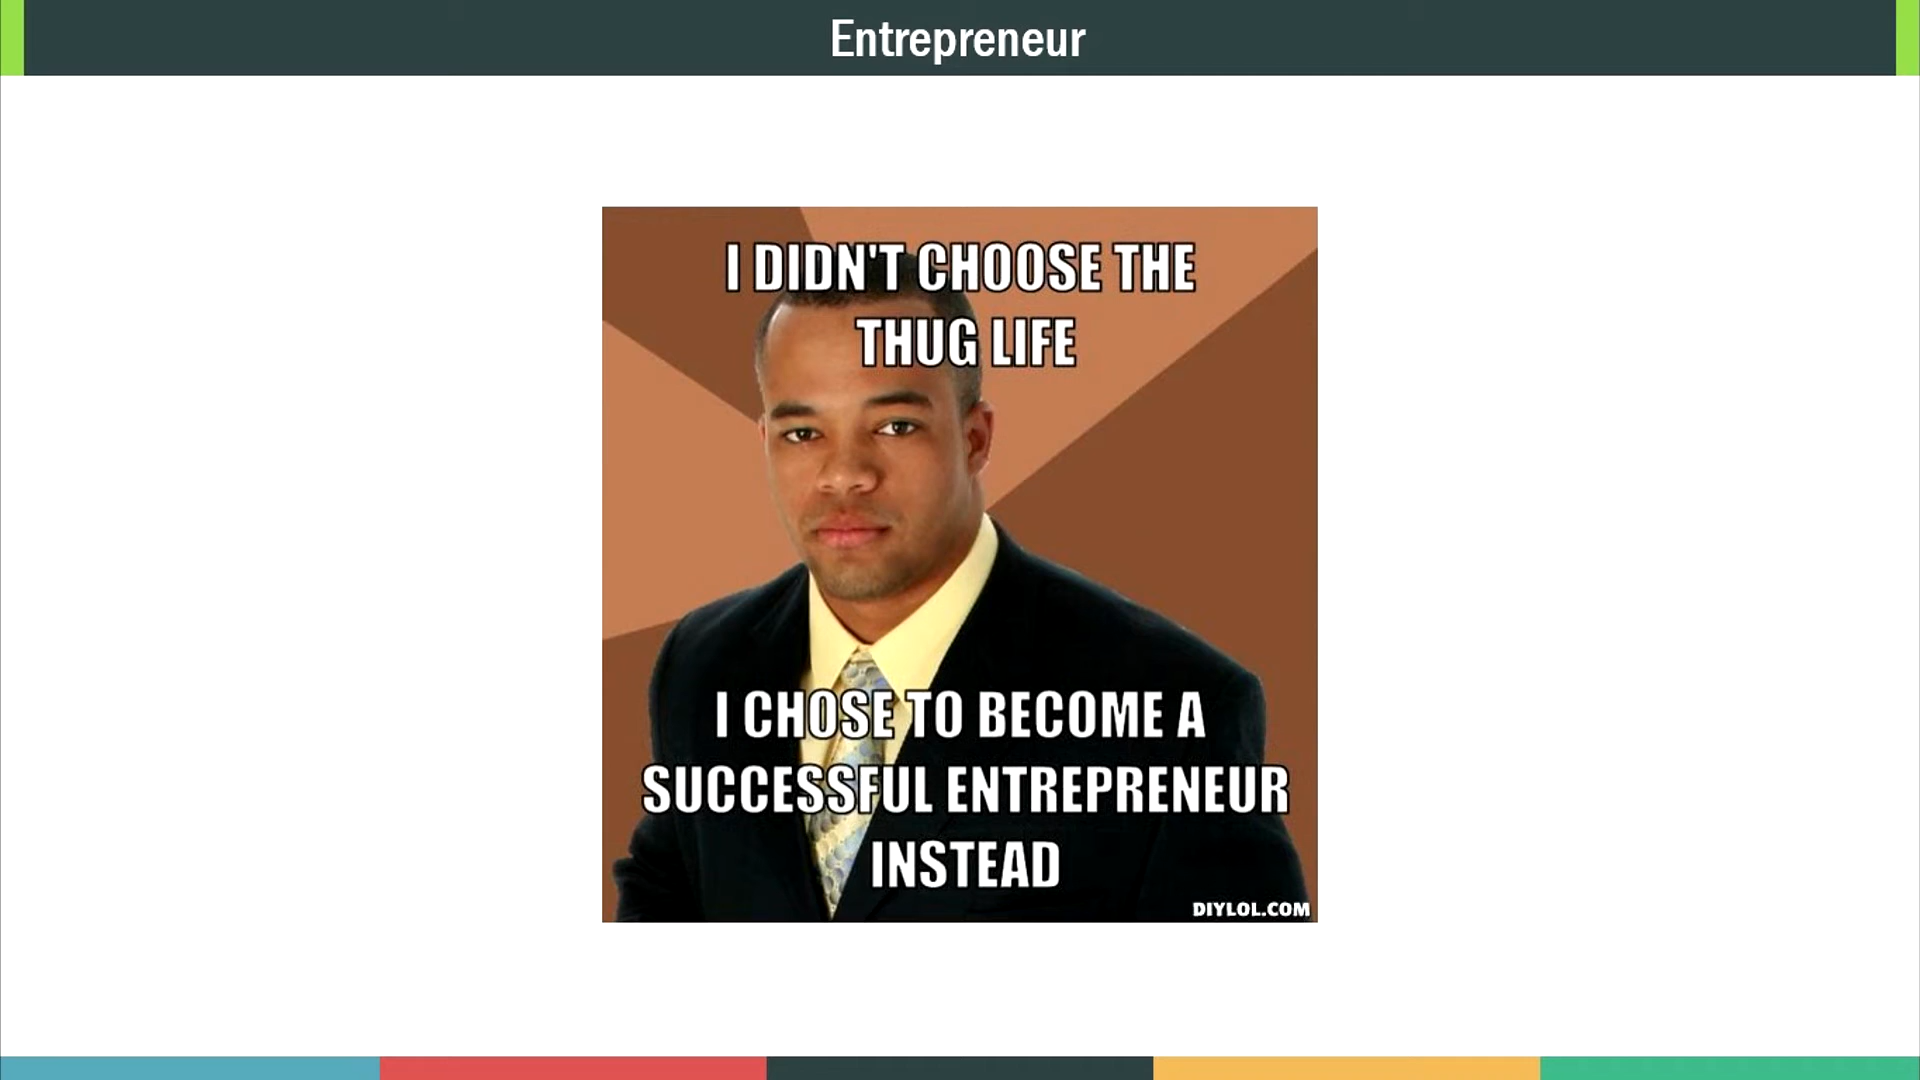 Entrepreneur
I DIDN'T CHOOSE THE
THUG LIFE
I CHOSE TO BECOME A
SUCCESSFUL ENTREPRENEUR
INSTEAD
DIYLOL.COM